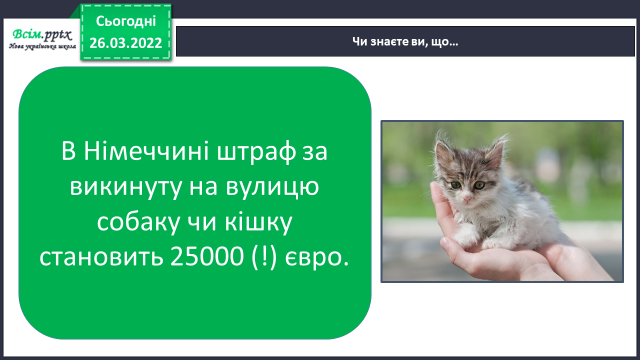 Всім.pptx
Нова українська школа
Сьогодні
26.03.2022
Чи знаєте ви, що…
В Німеччині штраф за
викинуту на вулицю
собаку чи кішку
становить 25000 (!) євро.